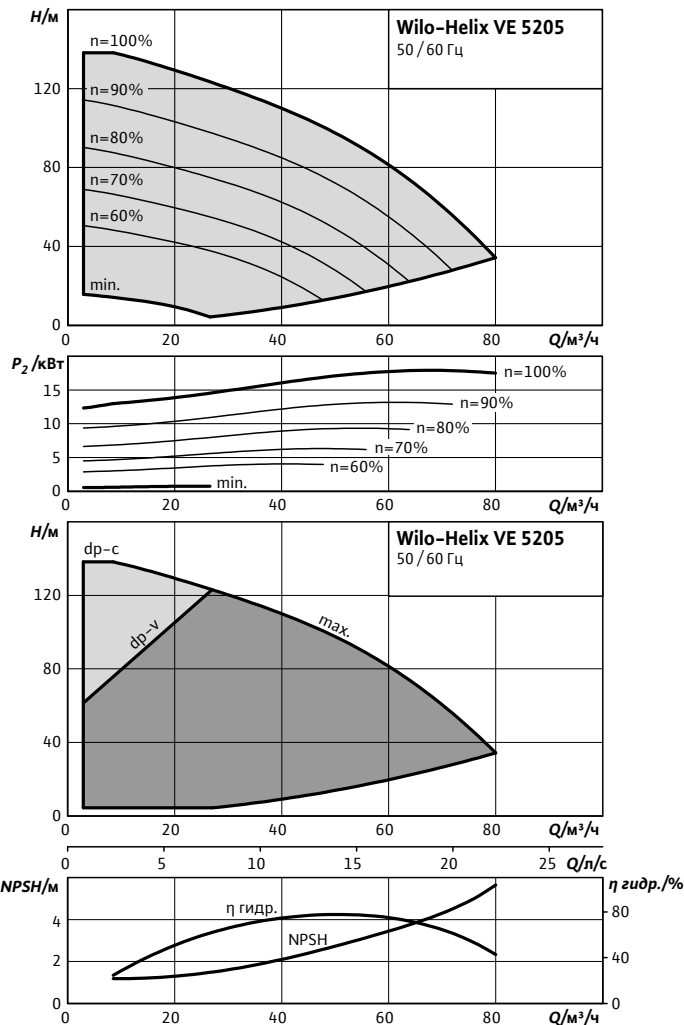 H/м
Wilo-Helix VE 5205
50 / 60 Гц
n=100%
120
n=90%
n=80%
80
n=70%
n=60%
40
min.
0
0 20 40 60 80 Q/м³/ч
P₂ /кВт
n=100%
15
n=90%
10
n=80%
n=70%
5
n=60%
min.
0
0 20 40 60 80 Q/м³/ч
H/м
Wilo-Helix VE 5205
50 / 60 Гц
dp-c
120
dp-v
max.
80
40
0
0 20 40 60 80 Q/м³/ч
0 5 10 15 20 25 Q/л/с
NPSH/м
η гидр./%
η гидр.
80
4
NPSH
2
40
0
0
0 20 40 60 80 Q/м³/ч